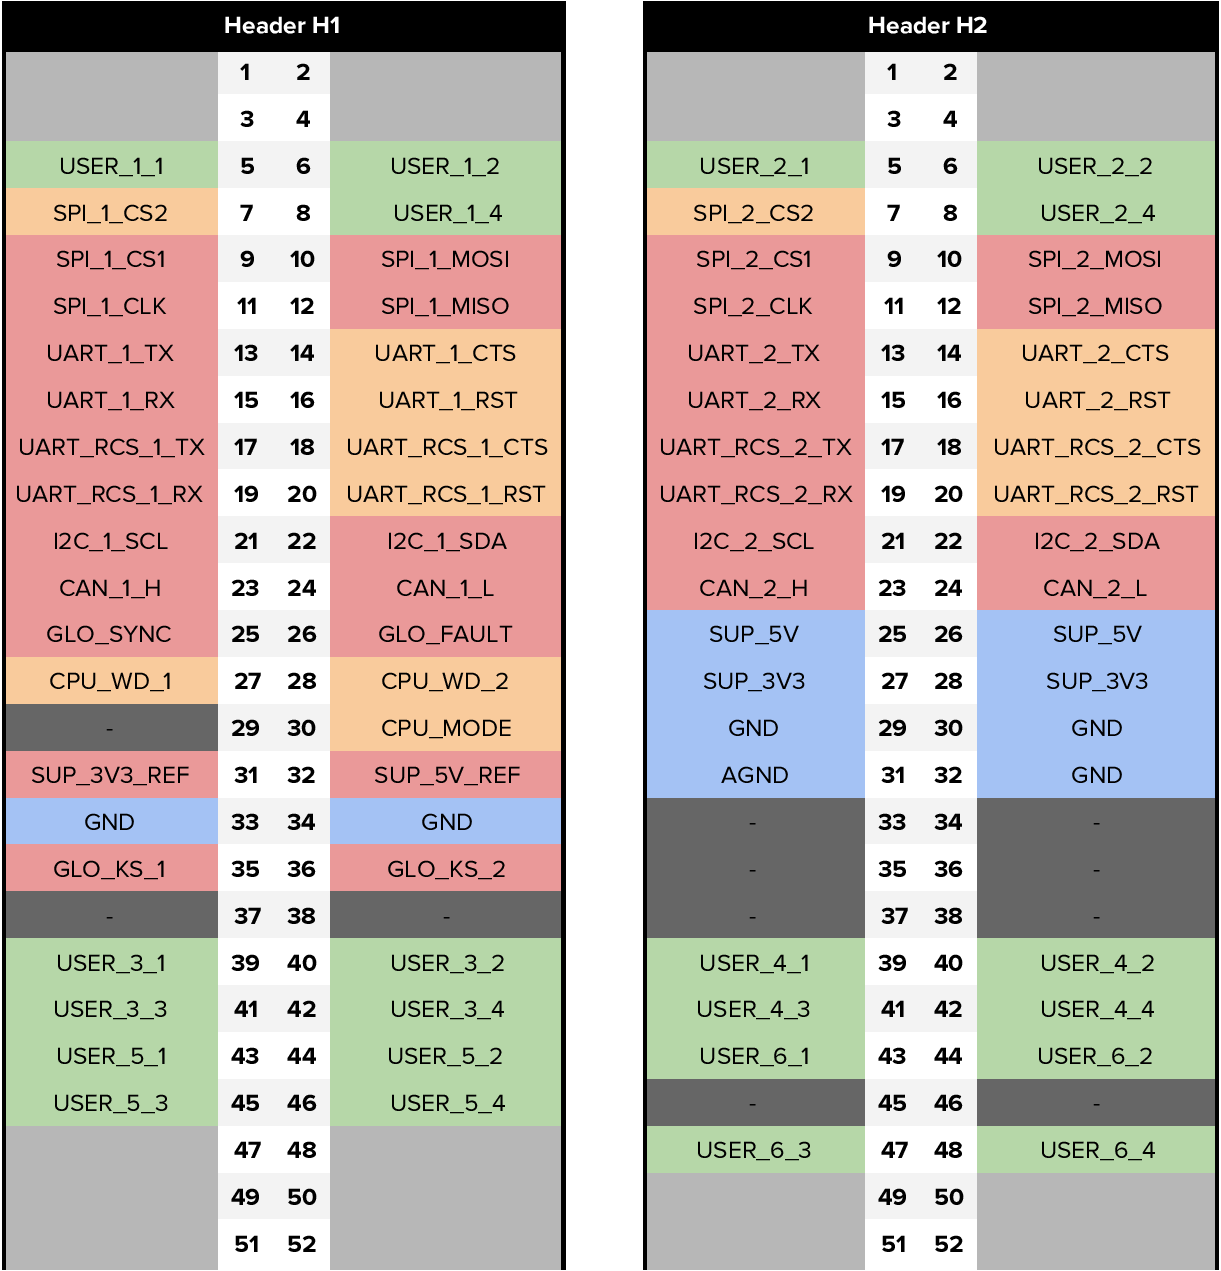 Header H1
1 2
3 4
USER_1_1 5 6 USER_1_2
SPI_1_CS2 7 8 USER_1_4
SPI_1_CS1 9 10 SPI_1_MOSI
SPI_1_CLK 11 12 SPI_1_MISO
UART_1_TX 13 14 UART_1_CTS
UART_1_RX 15 16 UART_1_RST
UART_RCS_1_TX 17 18 UART_RCS_1_CTS
UART_RCS_1_RX 19 20 UART_RCS_1_RST
I2C_1_SCL 21 22 I2C_1_SDA
CAN_1_H 23 24 CAN_1_L
GLO_SYNC 25 26 GLO_FAULT
CPU_WD_1 27 28 CPU_WD_2
- 29 30 CPU_MODE
SUP_3V3_REF 31 32 SUP_5V_REF
GND 33 34 GND
GLO_KS_1 35 36 GLO_KS_2
- 37 38 -
USER_3_1 39 40 USER_3_2
USER_3_3 41 42 USER_3_4
USER_5_1 43 44 USER_5_2
USER_5_3 45 46 USER_5_4
47 48
49 50
51 52
Header H2
1 2
3 4
USER_2_1 5 6 USER_2_2
SPI_2_CS2 7 8 USER_2_4
SPI_2_CS1 9 10 SPI_2_MOSI
SPI_2_CLK 11 12 SPI_2_MISO
UART_2_TX 13 14 UART_2_CTS
UART_2_RX 15 16 UART_2_RST
UART_RCS_2_TX 17 18 UART_RCS_2_CTS
UART_RCS_2_RX 19 20 UART_RCS_2_RST
I2C_2_SCL 21 22 I2C_2_SDA
CAN_2_H 23 24 CAN_2_L
SUP_5V 25 26 SUP_5V
SUP_3V3 27 28 SUP_3V3
GND 29 30 GND
AGND 31 32 GND
- 33 34 -
- 35 36 -
- 37 38 -
USER_4_1 39 40 USER_4_2
USER_4_3 41 42 USER_4_4
USER_6_1 43 44 USER_6_2
- 45 46 -
USER_6_3 47 48 USER_6_4
49 50
51 52